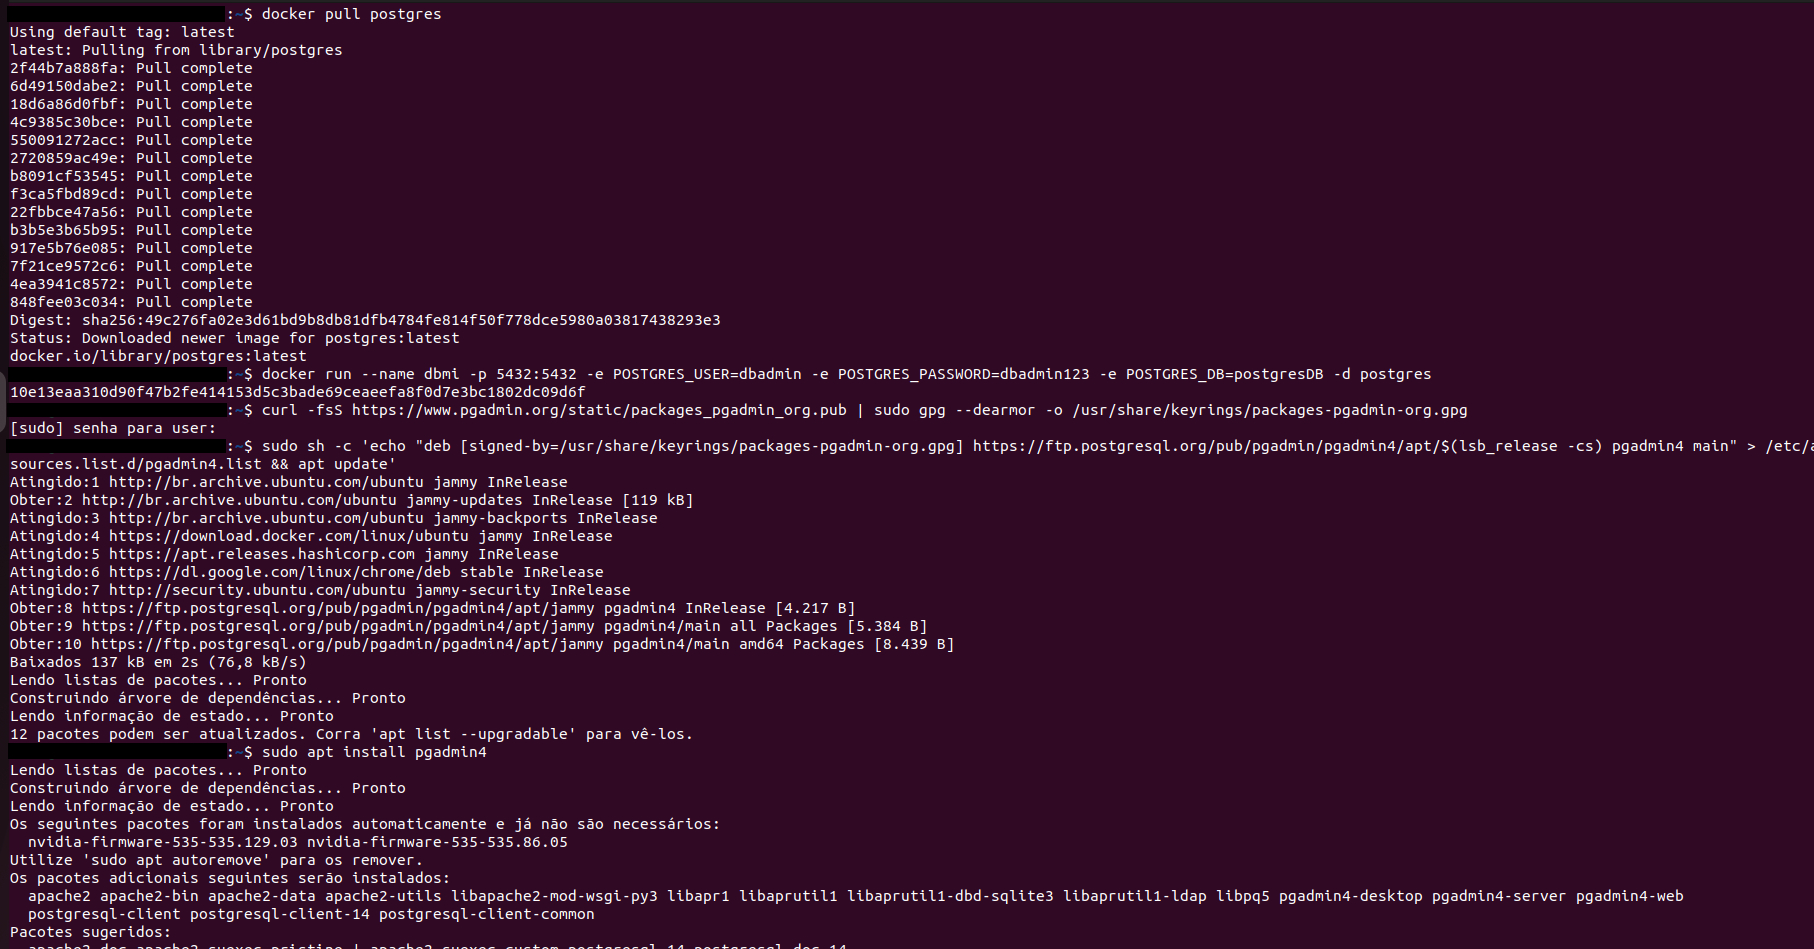 :~$ docker pull postgres
Using default tag: latest
latest: Pulling from library/postgres
2f44b7a888fa: Pull complete
6d49150dabe2: Pull complete
18d6a86d0fbf: Pull complete
4c9385c30bce: Pull complete
550091272acc: Pull complete
2720859ac49e: Pull complete
b8091cf53545: Pull complete
f3ca5fbd89cd: Pull complete
22fbbce47a56: Pull complete
b3b5e3b65b95: Pull complete
917e5b76e085: Pull complete
7f21ce9572c6: Pull complete
4ea3941c8572: Pull complete
848fee03c034: Pull complete
Digest: sha256:49c276fa02e3d61bd9b8db81dfb4784fe814f50f778dce5980a03817438293e3
Status: Downloaded newer image for postgres:latest
docker.io/library/postgres:latest
:~$ docker run --name dbmi -p 5432:5432 -e POSTGRES_USER=dbadmin -e POSTGRES_PASSWORD=dbadmin123 -e POSTGRES_DB=postgresDB -d postgres
10e13eaa310d90f47b2fe414153d5c3bade69ceaeefa8f0d7e3bc1802dc09d6f
:~$ curl -fsS https://www.pgadmin.org/static/packages_pgadmin_org.pub | sudo gpg --dearmor -o /usr/share/keyrings/packages-pgadmin-org.gpg
[sudo] senha para user:
:~$ sudo sh -c 'echo "deb [signed-by=/usr/share/keyrings/packages-pgadmin-org.gpg] https://ftp.postgresql.org/pub/pgadmin/pgadmin4/apt/$(lsb_release -cs) pgadmin4 main" > /etc/a
sources.list.d/pgadmin4.list && apt update'
Atingido:1 http://br.archive.ubuntu.com/ubuntu jammy InRelease
Obter:2 http://br.archive.ubuntu.com/ubuntu jammy-updates InRelease [119 kB]
Atingido:3 http://br.archive.ubuntu.com/ubuntu jammy-backports InRelease
Atingido:4 https://download.docker.com/linux/ubuntu jammy InRelease
Atingido:5 https://apt.releases.hashicorp.com jammy InRelease
Atingido:6 https://dl.google.com/linux/chrome/deb stable InRelease
Atingido:7 http://security.ubuntu.com/ubuntu jammy-security InRelease
Obter:8 https://ftp.postgresql.org/pub/pgadmin/pgadmin4/apt/jammy pgadmin4 InRelease [4.217 B]
Obter:9 https://ftp.postgresql.org/pub/pgadmin/pgadmin4/apt/jammy pgadmin4/main all Packages [5.384 B]
Obter:10 https://ftp.postgresql.org/pub/pgadmin/pgadmin4/apt/jammy pgadmin4/main amd64 Packages [8.439 B]
Baixados 137 kB em 2s (76,8 kB/s)
Lendo listas de pacotes... Pronto
Construindo árvore de dependências... Pronto
Lendo informação de estado... Pronto
12 pacotes podem ser atualizados. Corra 'apt list --upgradable' para vê-los.
:~$ sudo apt install pgadmin4
Lendo listas de pacotes... Pronto
Construindo árvore de dependências... Pronto
Lendo informação de estado... Pronto
Os seguintes pacotes foram instalados automaticamente e já não são necessários:
nvidia-firmware-535-535.129.03 nvidia-firmware-535-535.86.05
Utilize 'sudo apt autoremove' para os remover.
Os pacotes adicionais seguintes serão instalados:
apache2 apache2-bin apache2-data apache2-utils libapache2-mod-wsgi-py3 libapr1 libaprutil1 libaprutil1-dbd-sqlite3 libaprutil1-ldap libpq5 pgadmin4-desktop pgadmin4-server pgadmin4-web
postgresql-client postgresql-client-14 postgresql-client-common
Pacotes sugeridos:
apache2-doc apache2-suexec-pristine | apache2-suexec-custom postgresql-14 postgresql-doc-14